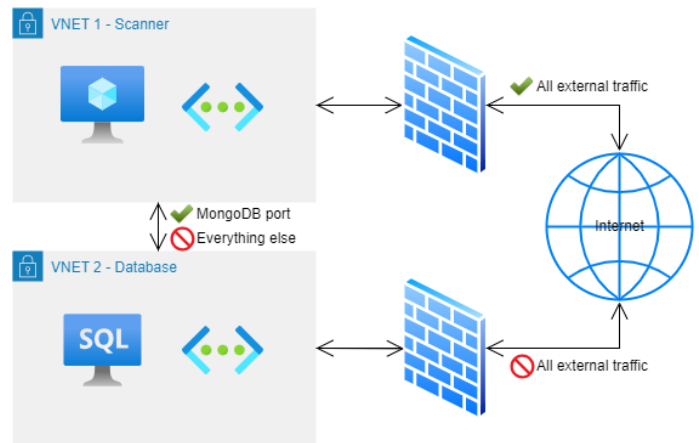 VNET 1 - Scanner
All external traffic
MongoDB port
Everything else
Internet
VNET 2 - Database
SQL
All external traffic